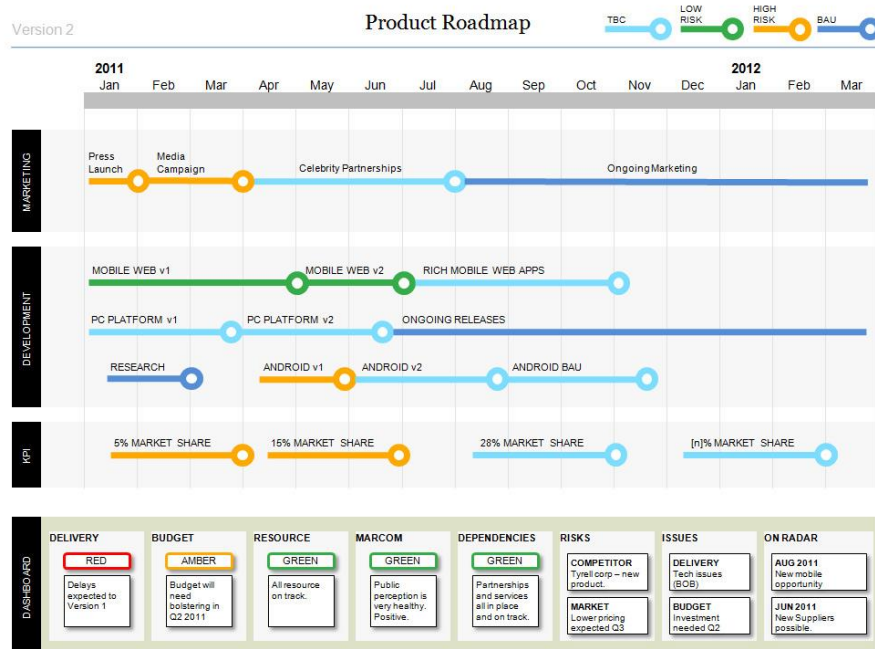 Version 2
Product Roadmap
TBC
LOW
RISK
HIGH
RISK
BAU
2011
2012
Jan Feb Mar Apr May Jun Jul Aug Sep Oct Nov Dec Jan Feb Mar
MARKETING
Press
Launch
Media
Campaign
Celebrity Partnerships
Ongoing Marketing
DEVELOPMENT
MOBILE WEB v1
MOBILE WEB v2
RICH MOBILE WEB APPS
PC PLATFORM v1
PC PLATFORM v2
ONGOING RELEASES
RESEARCH
ANDROID v1
ANDROID v2
ANDROID BAU
KPI
5% MARKET SHARE
15% MARKET SHARE
28% MARKET SHARE
[n]% MARKET SHARE
DASHBOARD
DELIVERY
RED
Delays
expected to
Version 1
BUDGET
AMBER
Budget will
need
bolstering in
Q2 2011
RESOURCE
GREEN
All resource
on track.
MARCOM
GREEN
Public
perception is
very healthy.
Positive.
DEPENDENCIES
GREEN
Partnerships
and services
all in place
and on track.
RISKS
COMPETITOR
Tyrell corp – new
product.
MARKET
Lower pricing
expected Q3
ISSUES
DELIVERY
Tech issues
(BOB)
BUDGET
Investment
needed Q2
ON RADAR
AUG 2011
New mobile
opportunity
JUN 2011
New Suppliers
possible.